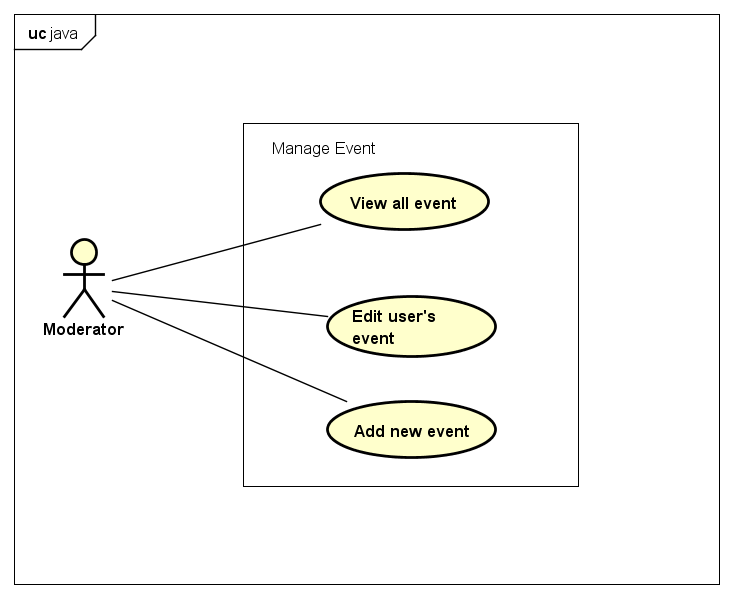 uc java
Manage Event
View all event
Edit user's
event
Moderator
Add new event